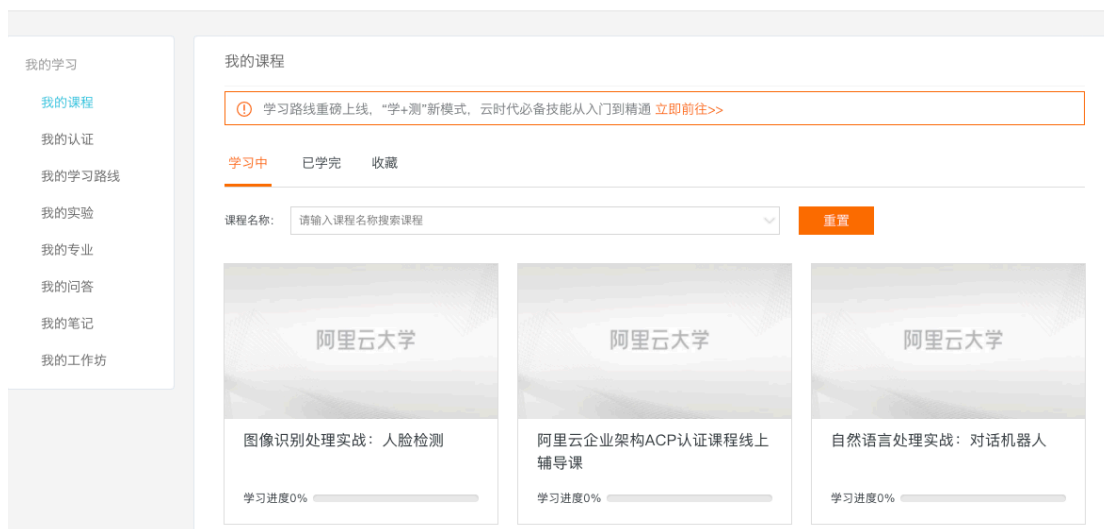 我的学习
我的课程
我的认证
我的学习路线
我的实验
我的专业
我的问答
我的笔记
我的工作坊
我的课程
学习路线重磅上线，“学+测”新模式，云时代必备技能从入门到精通 立即前往>>
学习中 已学完 收藏
课程名称： 请输入课程名称搜索课程 重置
阿里云大学
图像识别处理实战：人脸检测
学习进度0%
阿里云大学
阿里云企业架构ACP认证课程线上
辅导课
学习进度0%
阿里云大学
自然语言处理实战：对话机器人
学习进度0%